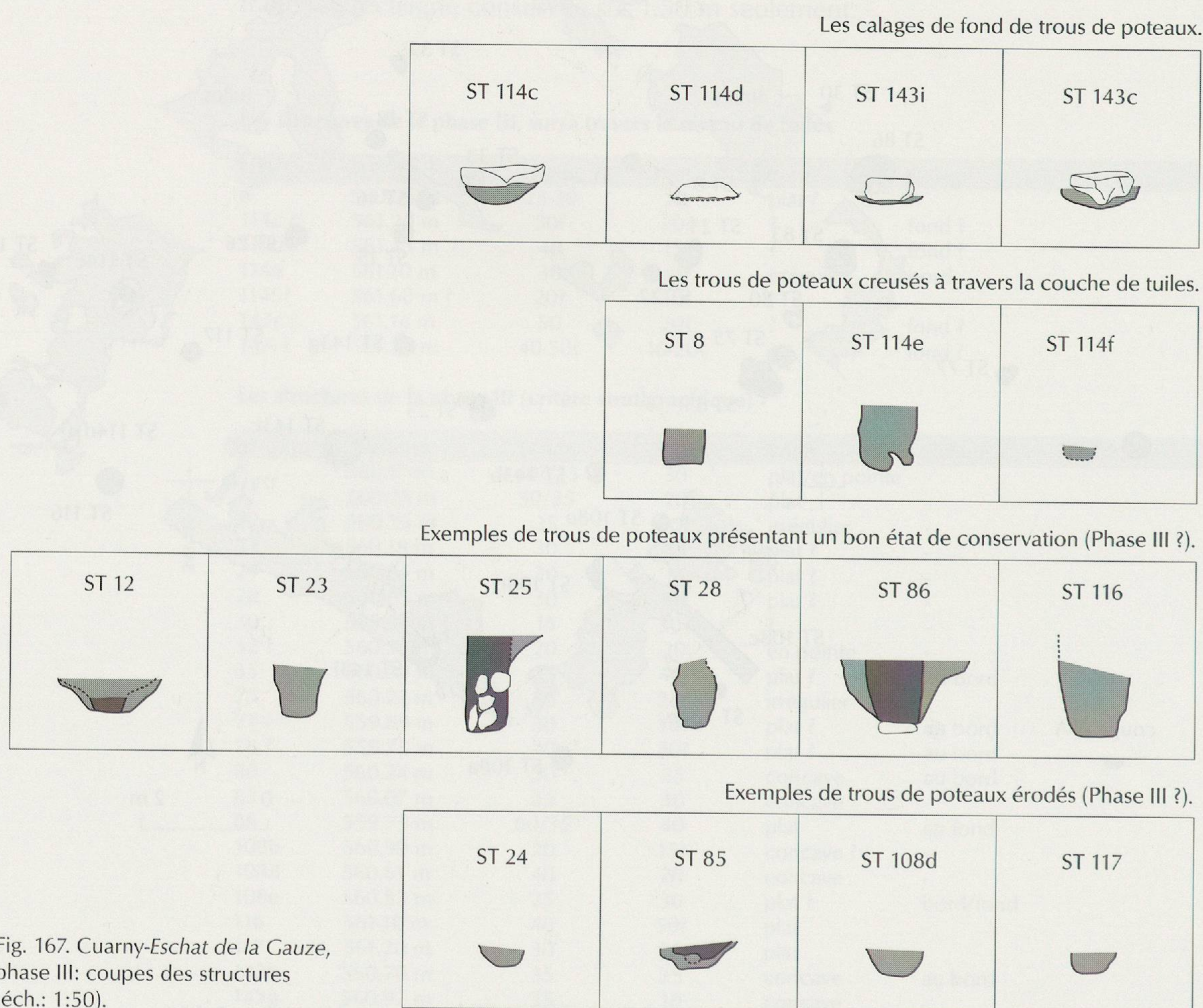 Les calages de fond de trous de poteaux.
ST 114c ST 114d ST 143i ST 143c
Les trous de poteaux creusés à travers la couche de tuiles.
ST 8 ST 114e ST 114f
Exemples de trous de poteaux présentant un bon état de conservation (Phase III ?).
ST 12 ST 23 ST 25 ST 28 ST 86 ST 116
Exemples de trous de poteaux érodés (Phase III ?).
ST 24 ST 85 ST 108d ST 117
Fig. 167. Cuarny-Eschat de la Gauze,
phase III: coupes des structures
(éch.: 1:50).